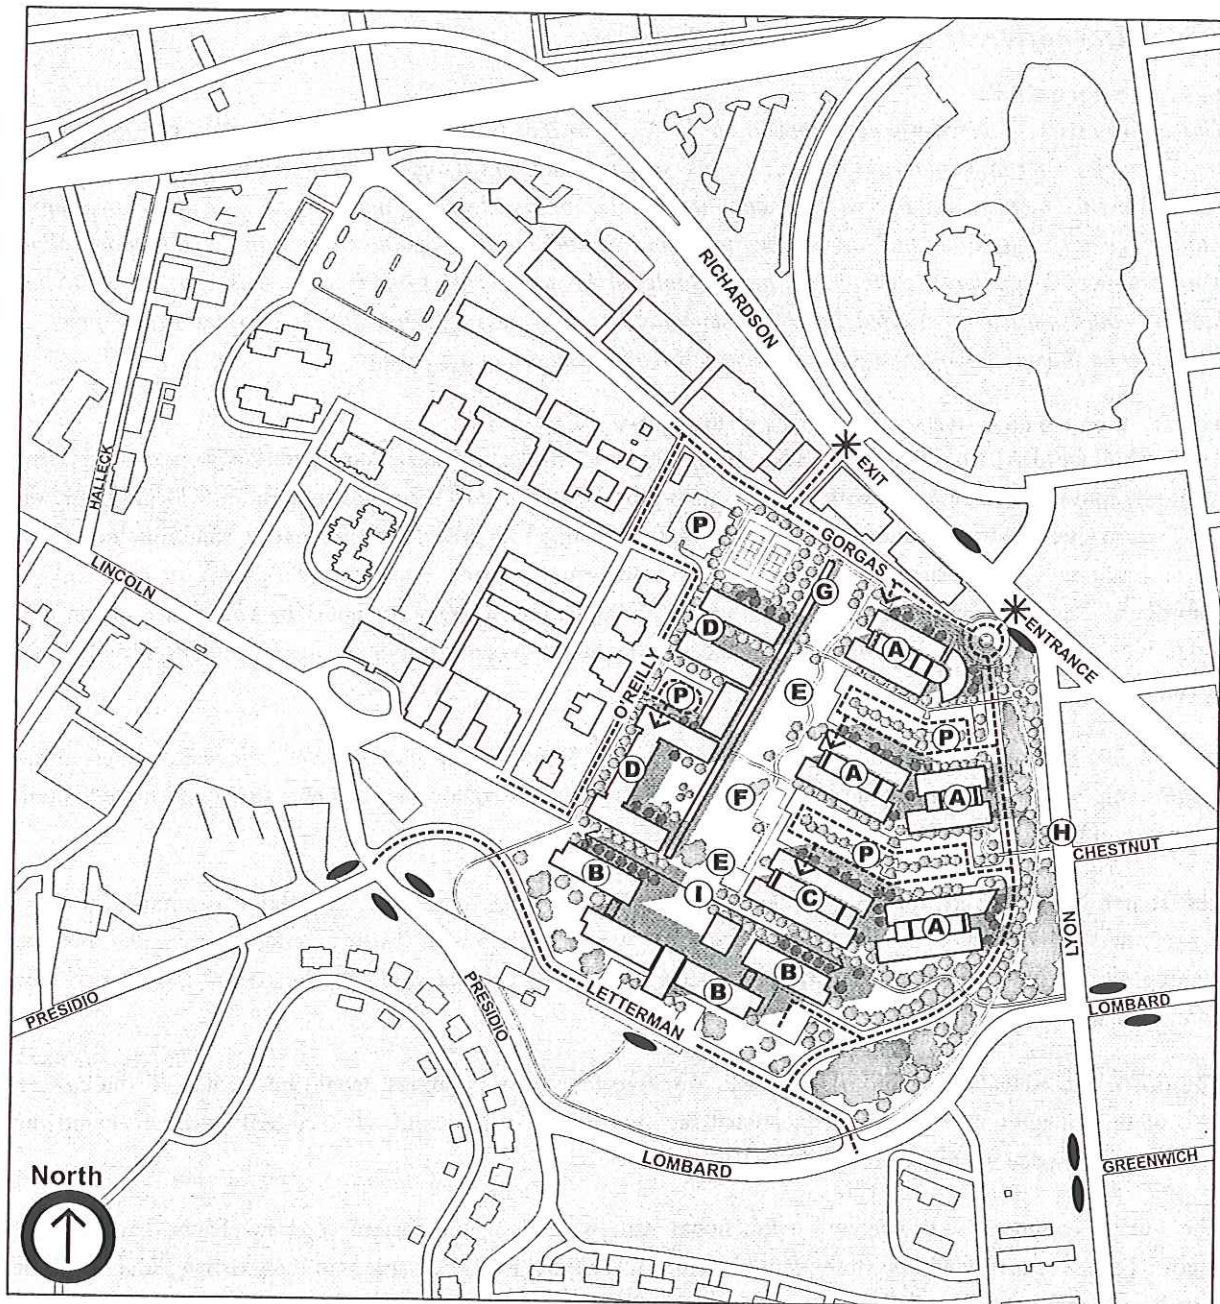 RICHARDSON
EXIT
HALLECK
P
GORGAS
LINCOLN
G
ENTRANCE
D
A
O'REILLY
P
E
P
D
A
A
F
H
CHESTNUT
P
E
B
I
C
A
LYON
B
B
PRESIDIO
PRESIDIO
LETTERMAN
LOMBARD
LOMBARD
GREENWICH
North